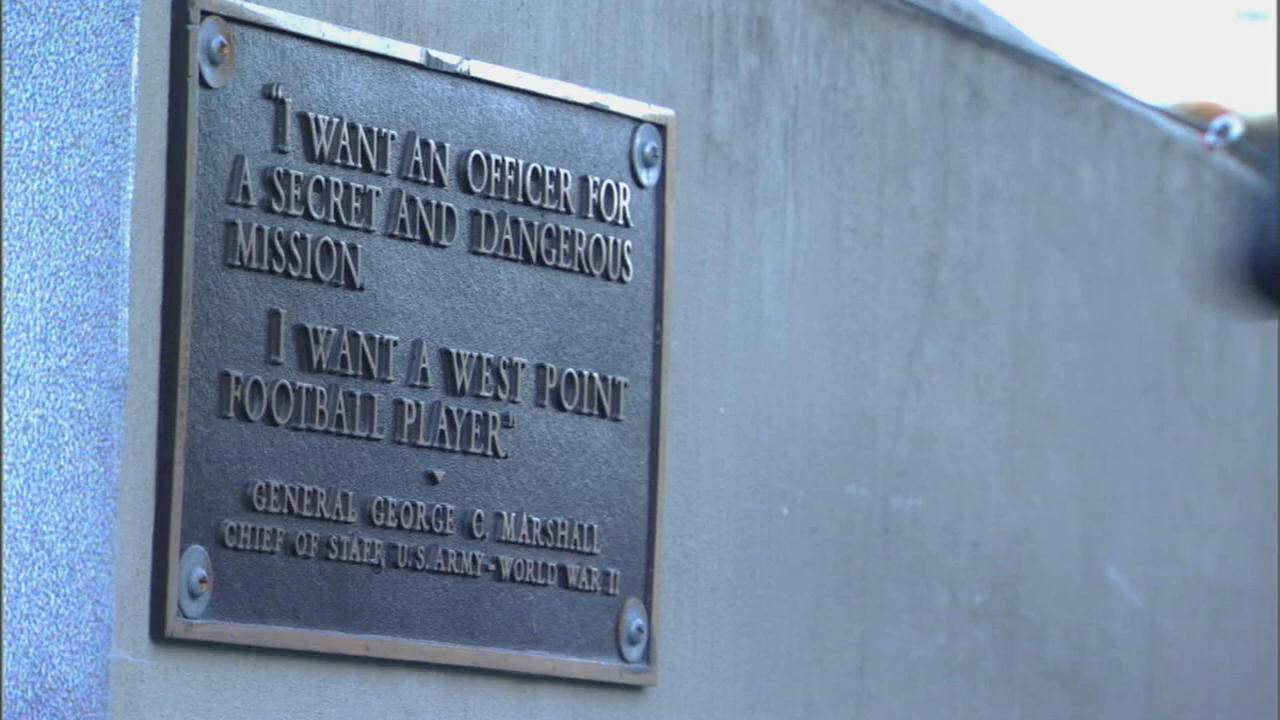 "I WANT AN OFFICER FOR
A SECRET AND DANGEROUS
MISSION.
I WANT A WEST POINT
FOOTBALL PLAYER."
GENERAL GEORGE C. MARSHALL
CHIEF OF STAFF, U.S. ARMY-WORLD WAR II